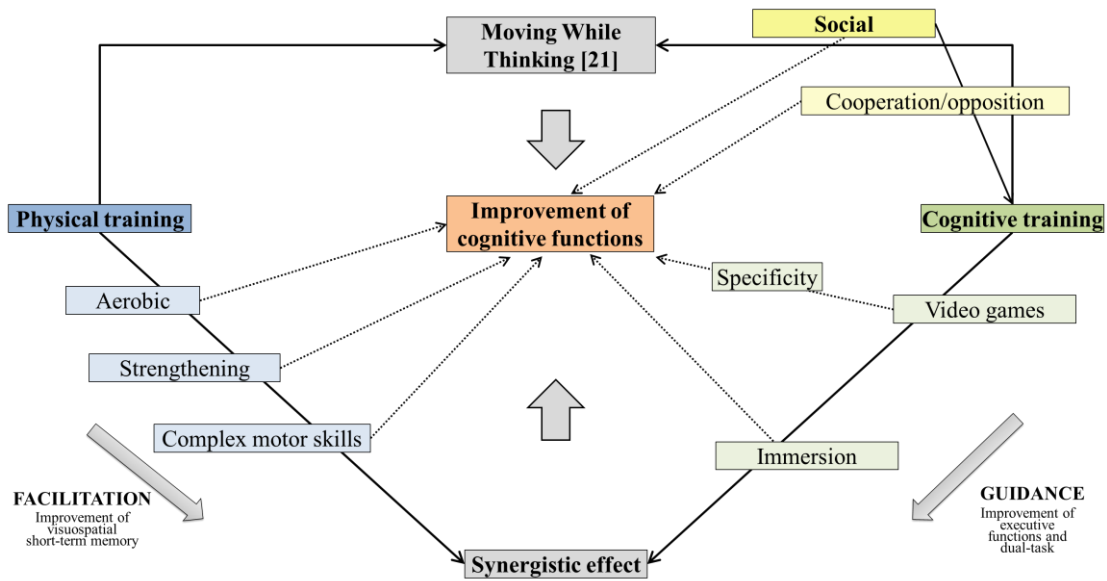 Moving While
Thinking [21]
Social
Cooperation/opposition
Physical training
Improvement of
cognitive functions
Cognitive training
Specificity
Aerobic
Video games
Strengthening
Complex motor skills
Immersion
FACILITATION
Improvement of
visuospatial
short-term memory
GUIDANCE
Improvement of
executive
functions and
dual-task
Synergistic effect